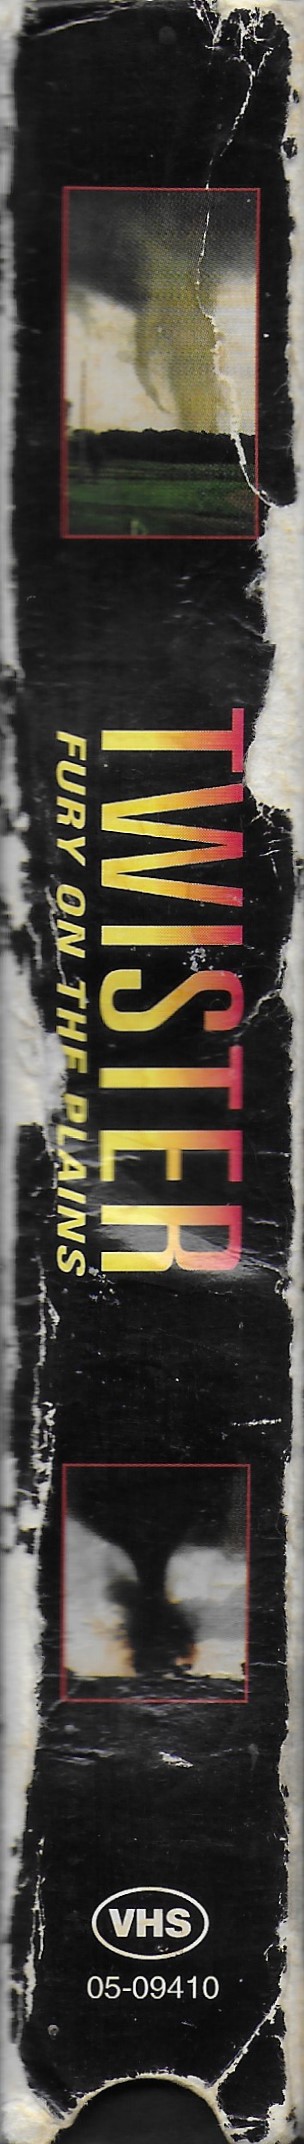 TWISTER
FURY ON THE PLAINS
VHS
05-09410